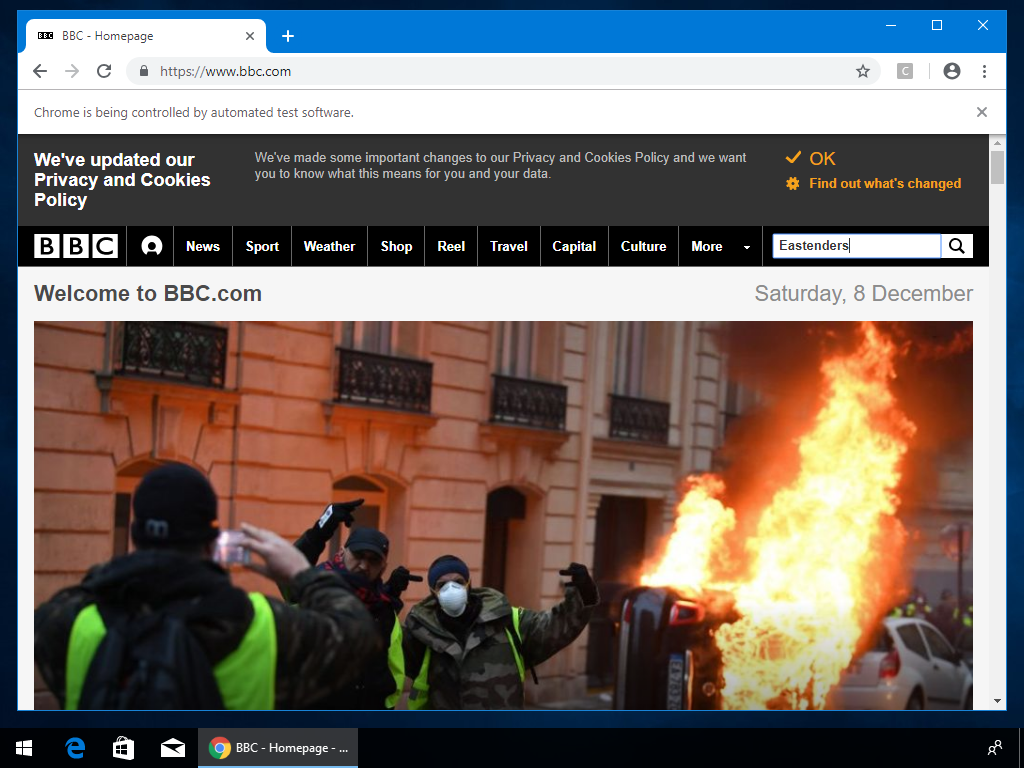 BBC BBC - Homepage
https://www.bbc.com
C
Chrome is being controlled by automated test software.
We've updated our
Privacy and Cookies
Policy
We've made some important changes to our Privacy and Cookies Policy and we want
you to know what this means for you and your data.
OK
Find out what's changed
BBC News Sport Weather Shop Reel Travel Capital Culture More Eastenders
Welcome to BBC.com Saturday, 8 December
BBC - Homepage - ...